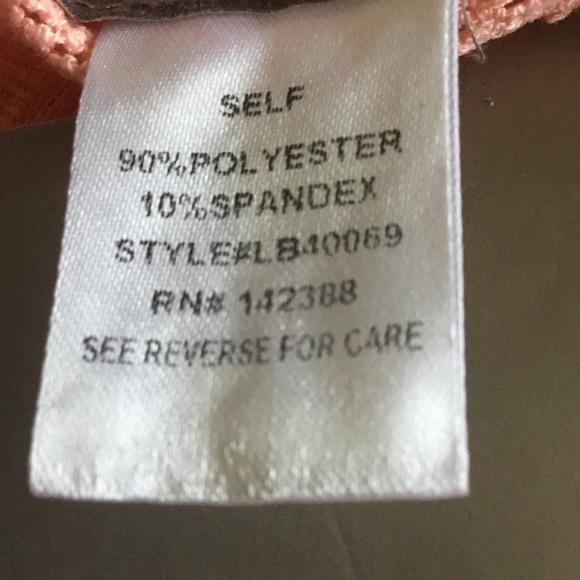 SELF
90%POLYESTER
10%SPANDEX
STYLE#LB40069
RN# 142388
SEE REVERSE FOR CARE